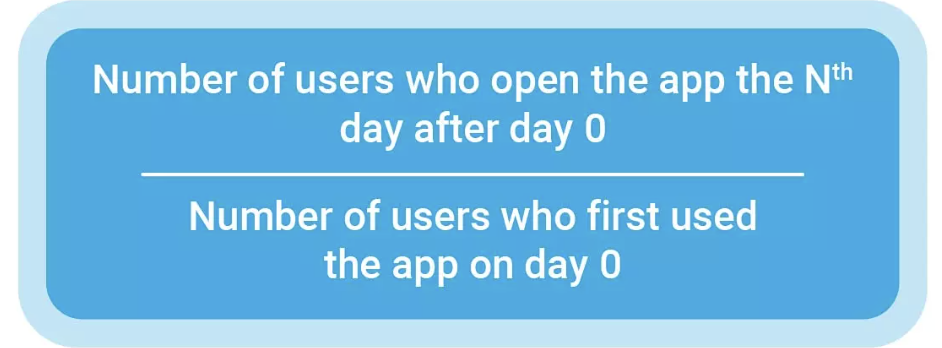 Number of users who open the app the Nth
day after day 0
Number of users who first used
the app on day 0